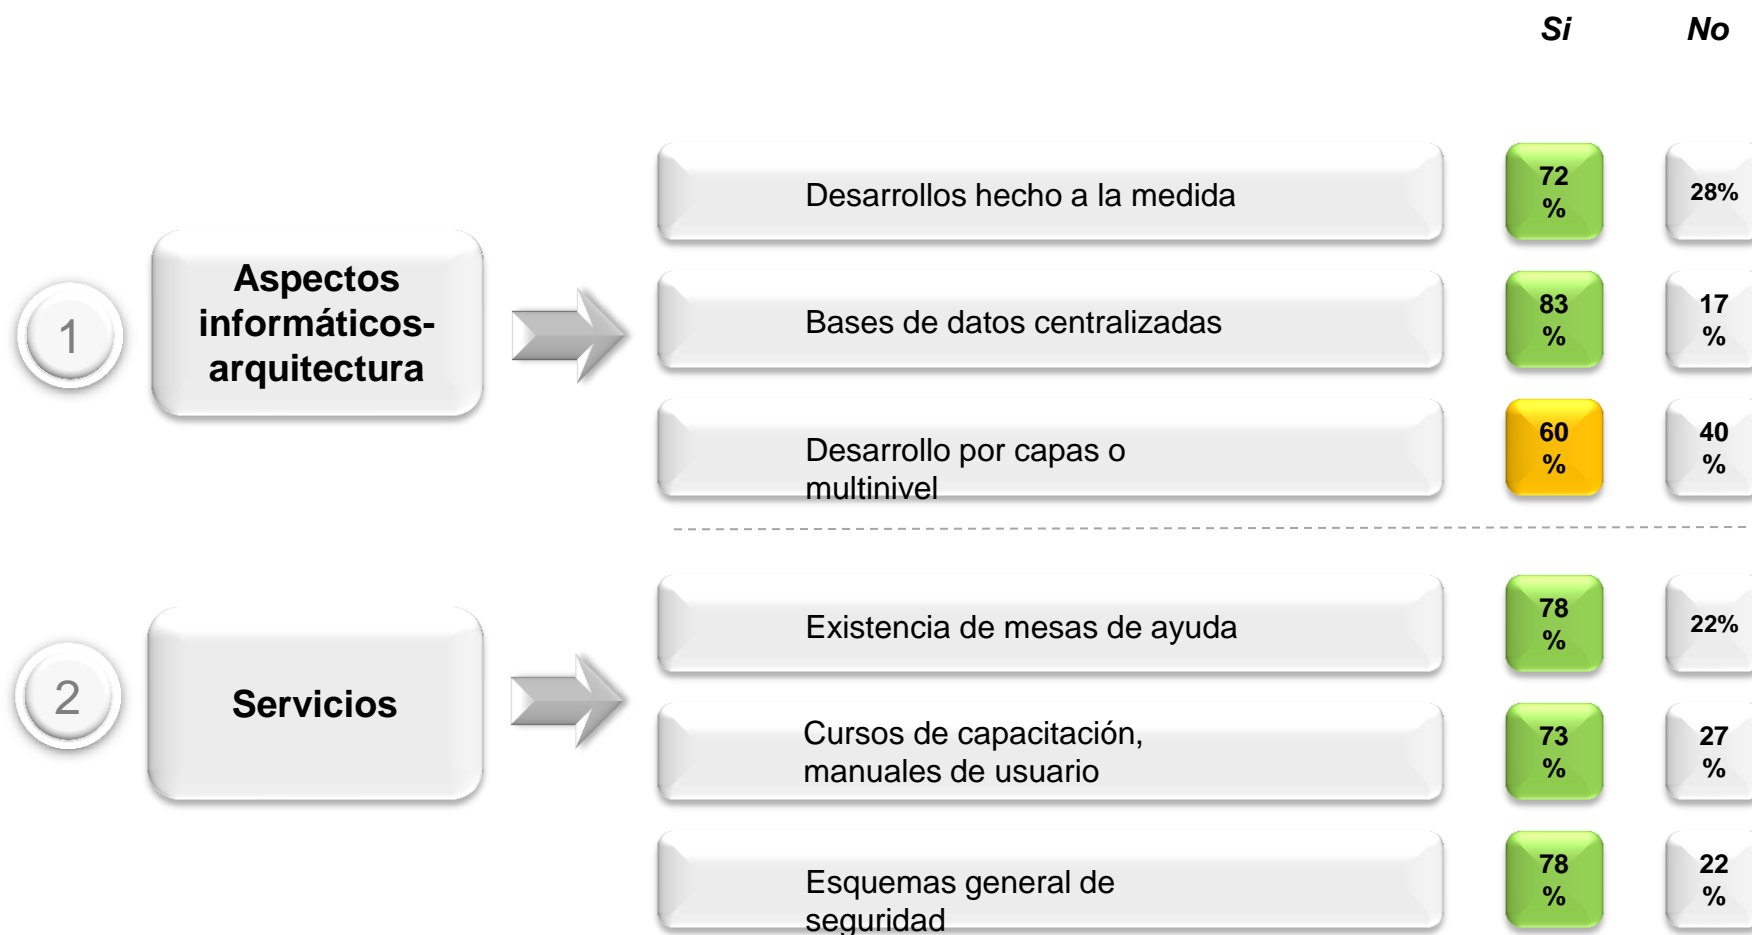 Si No
1
Aspectos
informáticos-
arquitectura
Desarrollos hecho a la medida
72
%
28%
Bases de datos centralizadas
83
%
17
%
Desarrollo por capas o
multinivel
60
%
40
%
2
Servicios
Existencia de mesas de ayuda
78
%
22%
Cursos de capacitación,
manuales de usuario
73
%
27
%
Esquemas general de
seguridad
78
%
22
%